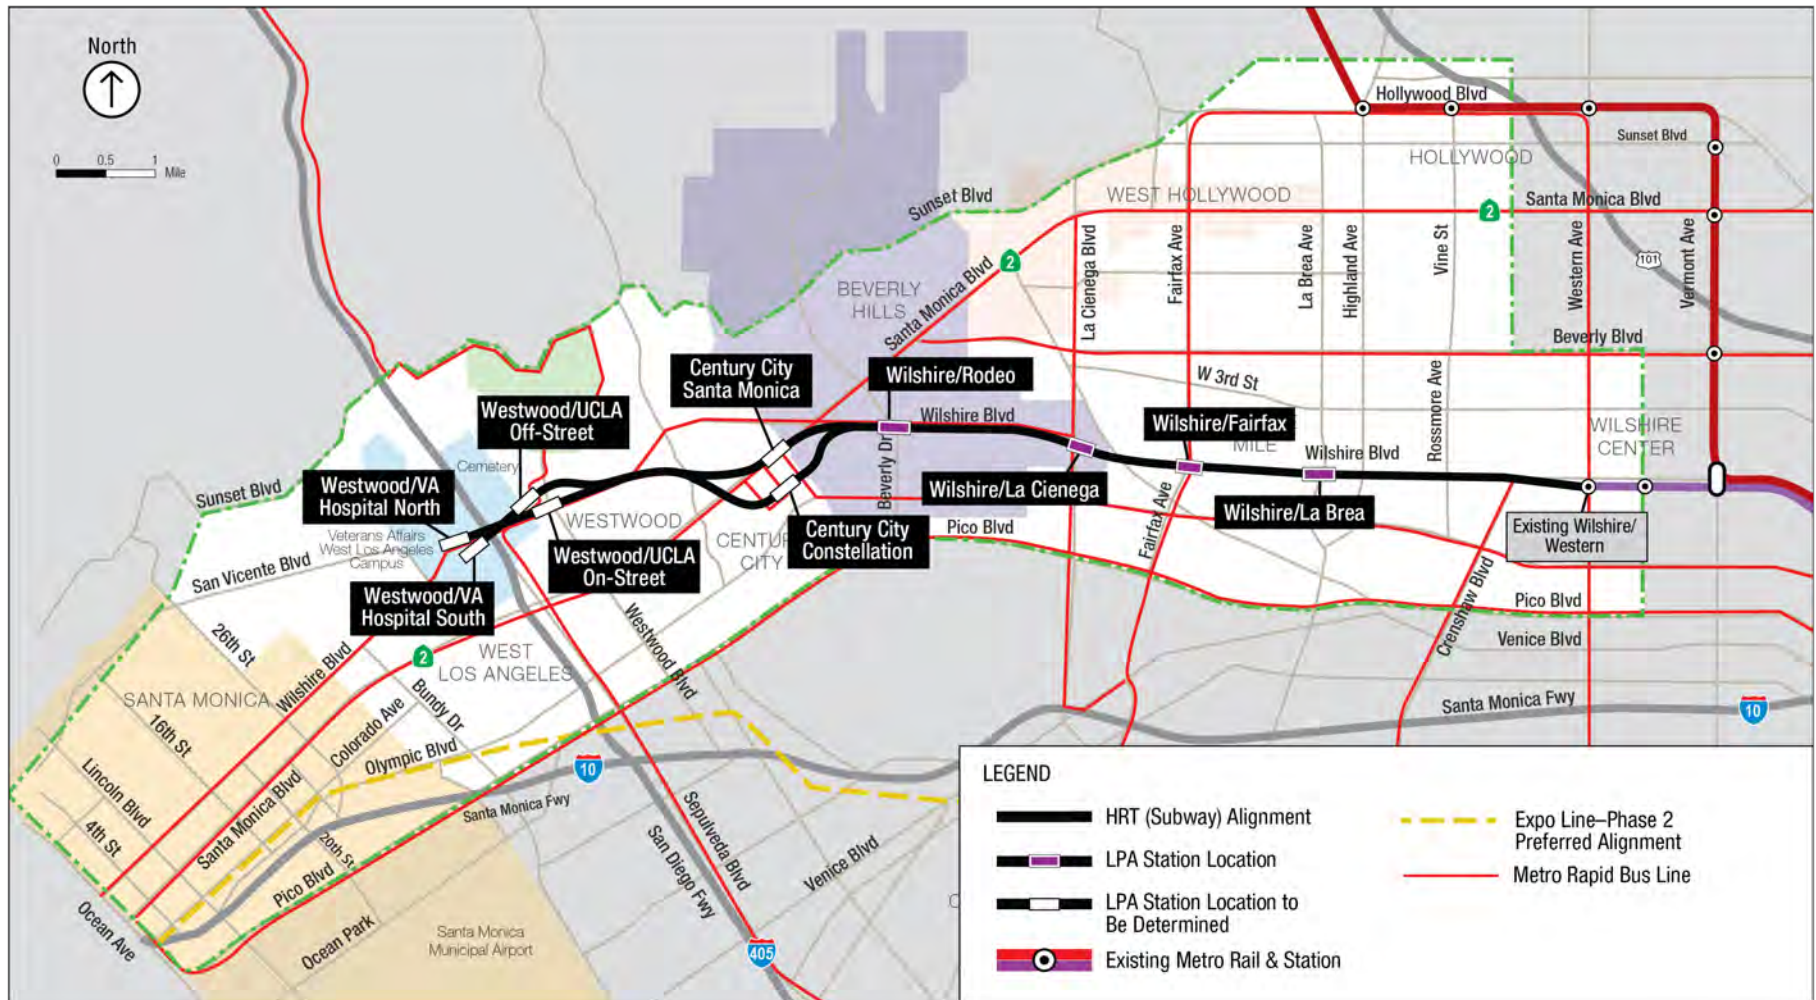 North
0 0.5 1
Mile
Hollywood Blvd
Sunset Blvd
HOLLYWOOD
WEST HOLLYWOOD
Santa Monica Blvd
2
Sunset Blvd
2
Santa Monica Blvd
BEVERLY
HILLS
La Cienega Blvd
Fairfax Ave
La Brea Ave
Highland Ave
Vine St
Western Ave
Vermont Ave
101
Beverly Blvd
W 3rd St
Rossmore Ave
WILSHIRE
CENTER
Century City
Santa Monica
Wilshire/Rodeo
Wilshire Blvd
Wilshire/Fairfax
MILE
Wilshire Blvd
Westwood/UCLA
Off-Street
Cemetery
Westwood/VA
Hospital North
Sunset Blvd
Beverly Dr
Wilshire/La Cienega
Wilshire/La Brea
Existing Wilshire/
Western
WESTWOOD
Westwood/UCLA
On-Street
CENTUR
CITY
Century City
Constellation
Pico Blvd
Fairfax Ave
Veterans Affairs
West Los Angeles
Campus
San Vicente Blvd
Westwood/VA
Hospital South
Westwood Blvd
Crenshaw Blvd
Pico Blvd
Venice Blvd
26th St
Wilshire Blvd
2
WEST
LOS ANGELES
SANTA MONICA
16th St
Colorado Ave
Bundy Dr
Olympic Blvd
Santa Monica Fwy
10
10
Lincoln Blvd
Santa Monica Blvd
Santa Monica Fwy
4th St
20th St
Pico Blvd
Sepulveda Blvd
San Diego Fwy
Venice Blvd
Ocean Ave
Ocean Park
Santa Monica
Municipal Airport
405
C
LEGEND
HRT (Subway) Alignment
LPA Station Location
LPA Station Location to
Be Determined
Existing Metro Rail & Station
Expo Line–Phase 2
Preferred Alignment
Metro Rapid Bus Line